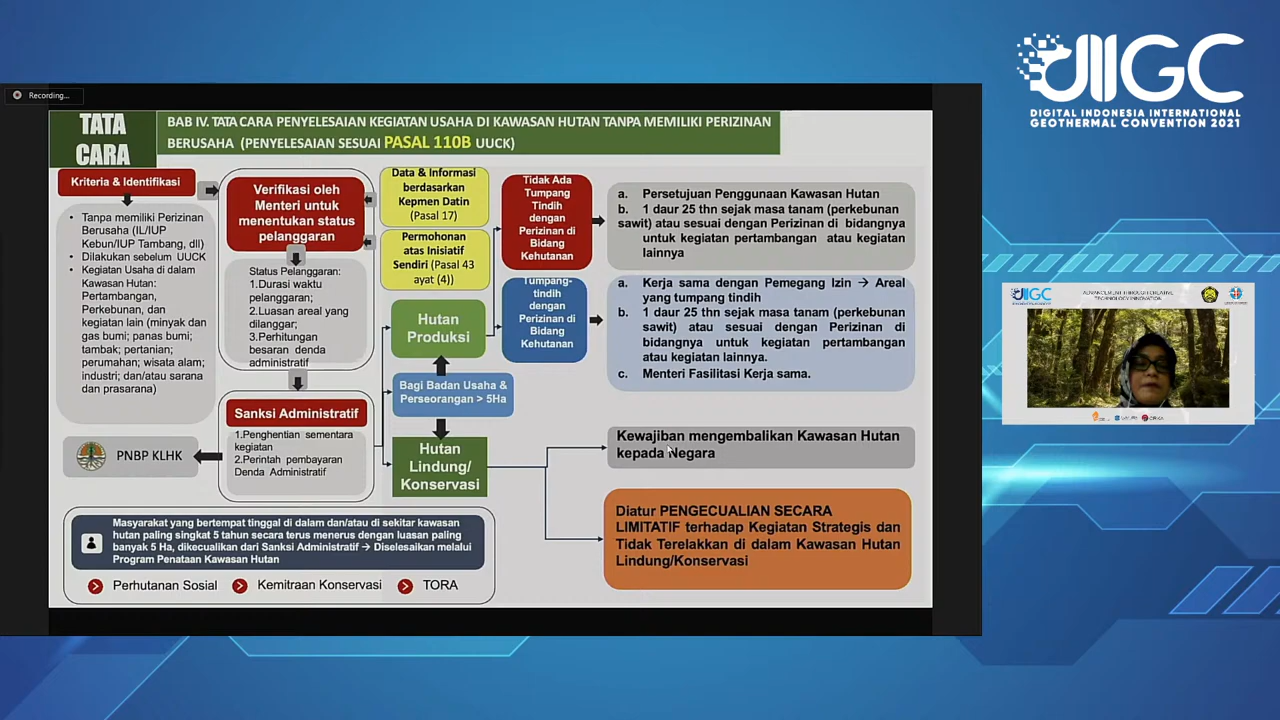 Recording...
DIIGC
DIGITAL INDONESIA INTERNATIONAL
GEOTHERMAL CONVENTION 2021
TATA
CARA
BAB IV. TATA CARA PENYELESAIAN KEGIATAN USAHA DI KAWASAN HUTAN TANPA MEMILIKI PERIZINAN
BERUSAHA (PENYELESAIAN SESUAI PASAL 110B UUCK)
Kriteria & Identifikasi
• Tanpa memiliki Perizinan
Berusaha (IL/IUP
Kebun/IUP Tambang, dll)
• Dilakukan sebelum UUCK
• Kegiatan Usaha di dalam
Kawasan Hutan:
Pertambangan,
Perkebunan, dan
kegiatan lain (minyak dan
gas bumi; panas bumi;
tambak; pertanian;
perumahan; wisata alam;
industri; dan/atau sarana
dan prasarana)
PNBP KLHK
Verifikasi oleh
Menteri untuk
menentukan status
pelanggaran
Status Pelanggaran:
1.Durasi waktu
pelanggaran;
2.Luasan areal yang
dilanggar;
3.Perhitungan
besaran denda
administratif
Sanksi Administratif
1.Penghentian sementara
kegiatan
2.Perintah pembayaran
Denda Administratif
Data & Informasi
berdasarkan
Kepmen Datin
(Pasal 17)
Permohonan
atas Inisiatif
Sendiri (Pasal 43
ayat (4))
Hutan
Produksi
Bagi Badan Usaha &
Perseorangan > 5Ha
Hutan
Lindung/
Konservasi
Tidak Ada
Tumpang
Tindih
dengan
Perizinan di
Bidang
Kehutanan
Tumpang-
tindih
dengan
Perizinan di
Bidang
Kehutanan
a. Persetujuan Penggunaan Kawasan Hutan
b. 1 daur 25 thn sejak masa tanam (perkebunan
sawit) atau sesuai dengan Perizinan di bidangnya
untuk kegiatan pertambangan atau kegiatan
lainnya
a. Kerja sama dengan Pemegang Izin → Areal
yang tumpang tindih
b. 1 daur 25 thn sejak masa tanam (perkebunan
sawit) atau sesuai dengan Perizinan di
bidangnya untuk kegiatan pertambangan
atau kegiatan lainnya.
c. Menteri Fasilitasi Kerja sama.
Kewajiban mengembalikan Kawasan Hutan
kepada Negara
Diatur PENGECUALIAN SECARA
LIMITATIF terhadap Kegiatan Strategis dan
Tidak Terelakkan di dalam Kawasan Hutan
Lindung/Konservasi
Masyarakat yang bertempat tinggal di dalam dan/atau di sekitar kawasan
hutan paling singkat 5 tahun secara terus menerus dengan luasan paling
banyak 5 Ha, dikecualikan dari Sanksi Administratif → Diselesaikan melalui
Program Penataan Kawasan Hutan
Perhutanan Sosial
Kemitraan Konservasi
TORA
DIIGC
ADVANCEMENT THROUGH CREATIVE
TECHNOLOGY INNOVATION